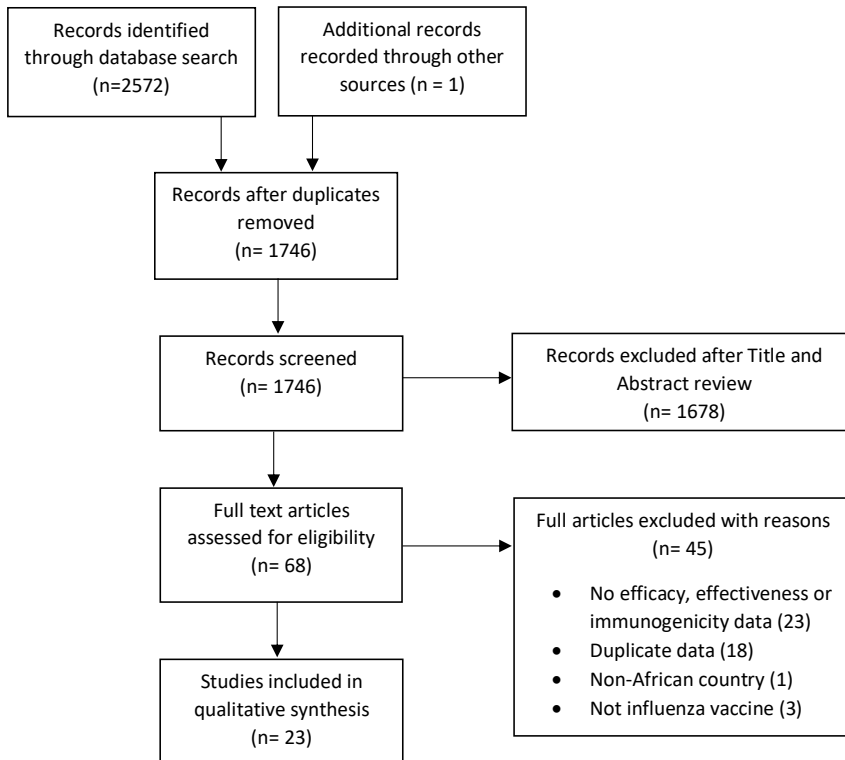 Records identified
through database search
(n=2572)
Additional records
recorded through other
sources (n = 1)
Records after duplicates
removed
(n= 1746)
Records screened
(n= 1746)
Records excluded after Title and
Abstract review
(n= 1678)
Full text articles
assessed for eligibility
(n= 68)
Full articles excluded with reasons
(n= 45)
• No efficacy, effectiveness or
immunogenicity data (23)
• Duplicate data (18)
• Non-African country (1)
• Not influenza vaccine (3)
Studies included in
qualitative synthesis
(n= 23)